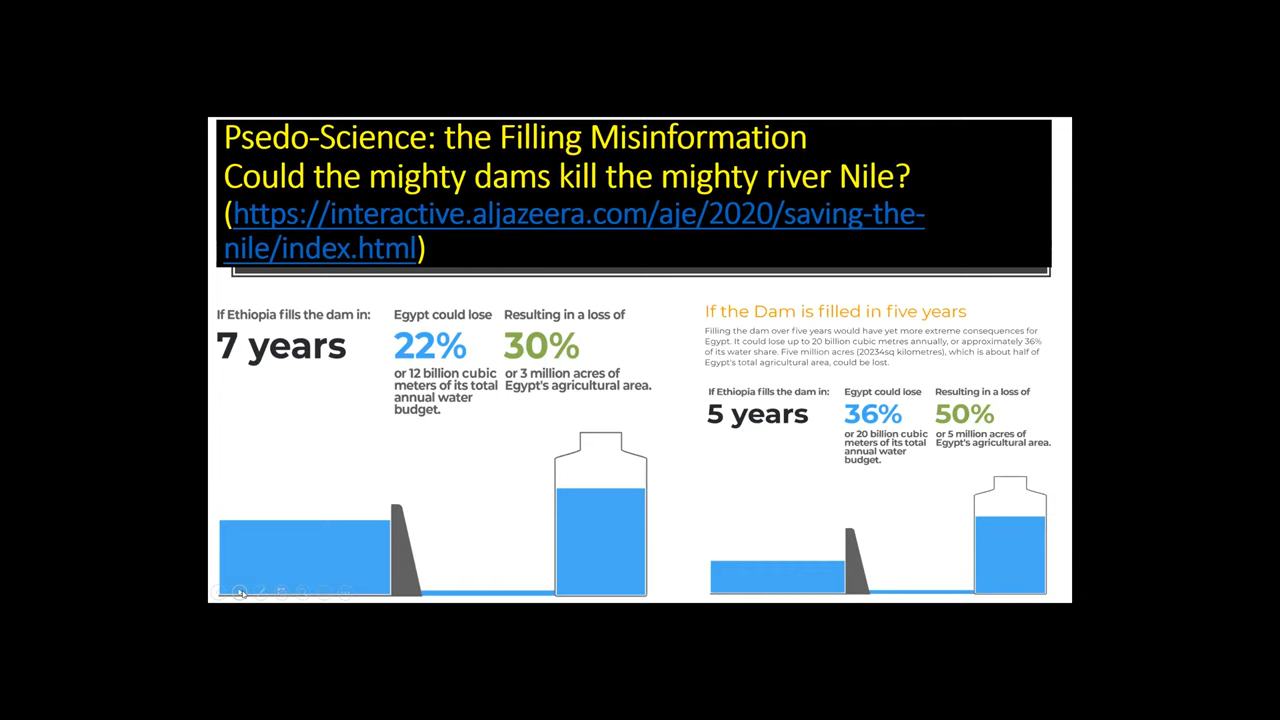 Psedo-Science: the Filling Misinformation
Could the mighty dams kill the mighty river Nile?
(https://interactive.aljazeera.com/aje/2020/saving-the-
nile/index.html)
If Ethiopia fills the dam in:
7 years
Egypt could lose
22%
or 12 billion cubic
meters of its total
annual water
budget.
Resulting in a loss of
30%
or 3 million acres of
Egypt's agricultural area.
If the Dam is filled in five years
Filling the dam over five years would have yet more extreme consequences for
Egypt. It could lose up to 20 billion cubic metres annually, or approximately 36%
of its water share. Five million acres (20234sq kilometres), which is about half of
Egypt's total agricultural area, could be lost.
If Ethiopia fills the dam in:
5 years
Egypt could lose
36%
or 20 billion cubic
meters of its total
annual water
budget.
Resulting in a loss of
50%
or 5 million acres of
Egypt's agricultural area.